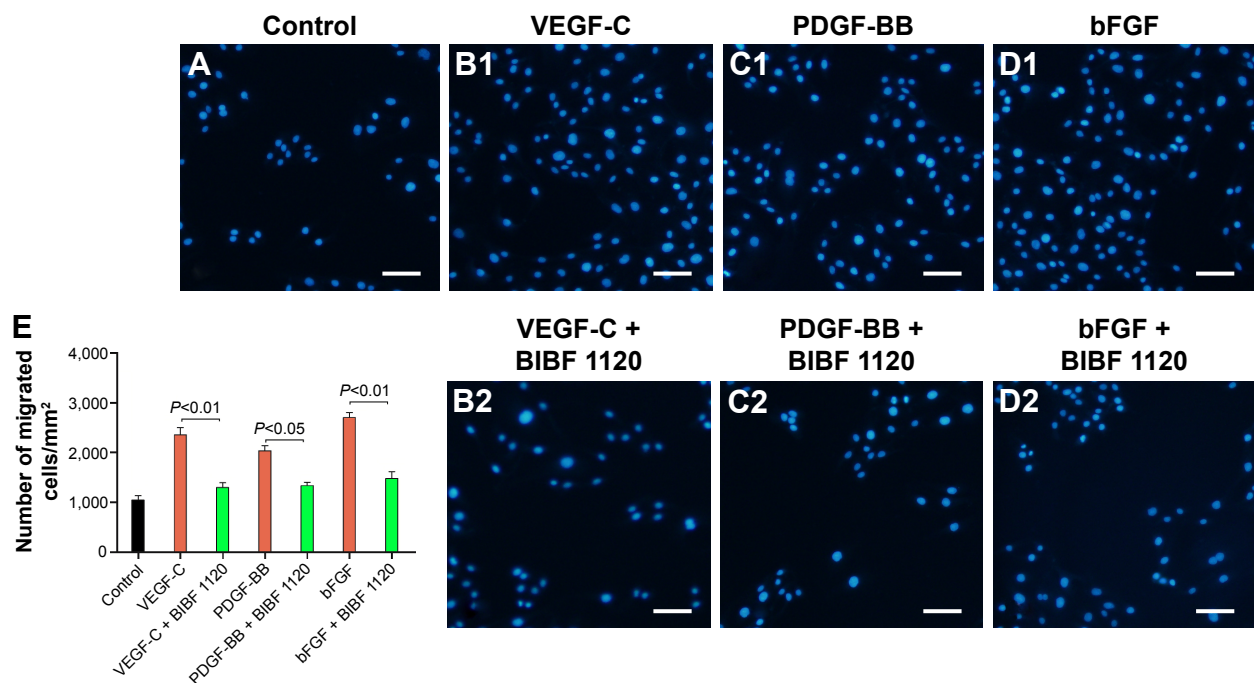 Control
VEGF-C
PDGF-BB
bFGF
A
B1
C1
D1
E
Number of migrated
cells/mm²
4,000
3,000
2,000
1,000
0
P<0.01
P<0.05
P<0.01
Control
VEGF-C
VEGF-C + BIBF 1120
PDGF-BB
PDGF-BB + BIBF 1120
bFGF
bFGF + BIBF 1120
VEGF-C +
BIBF 1120
PDGF-BB +
BIBF 1120
bFGF +
BIBF 1120
B2
C2
D2